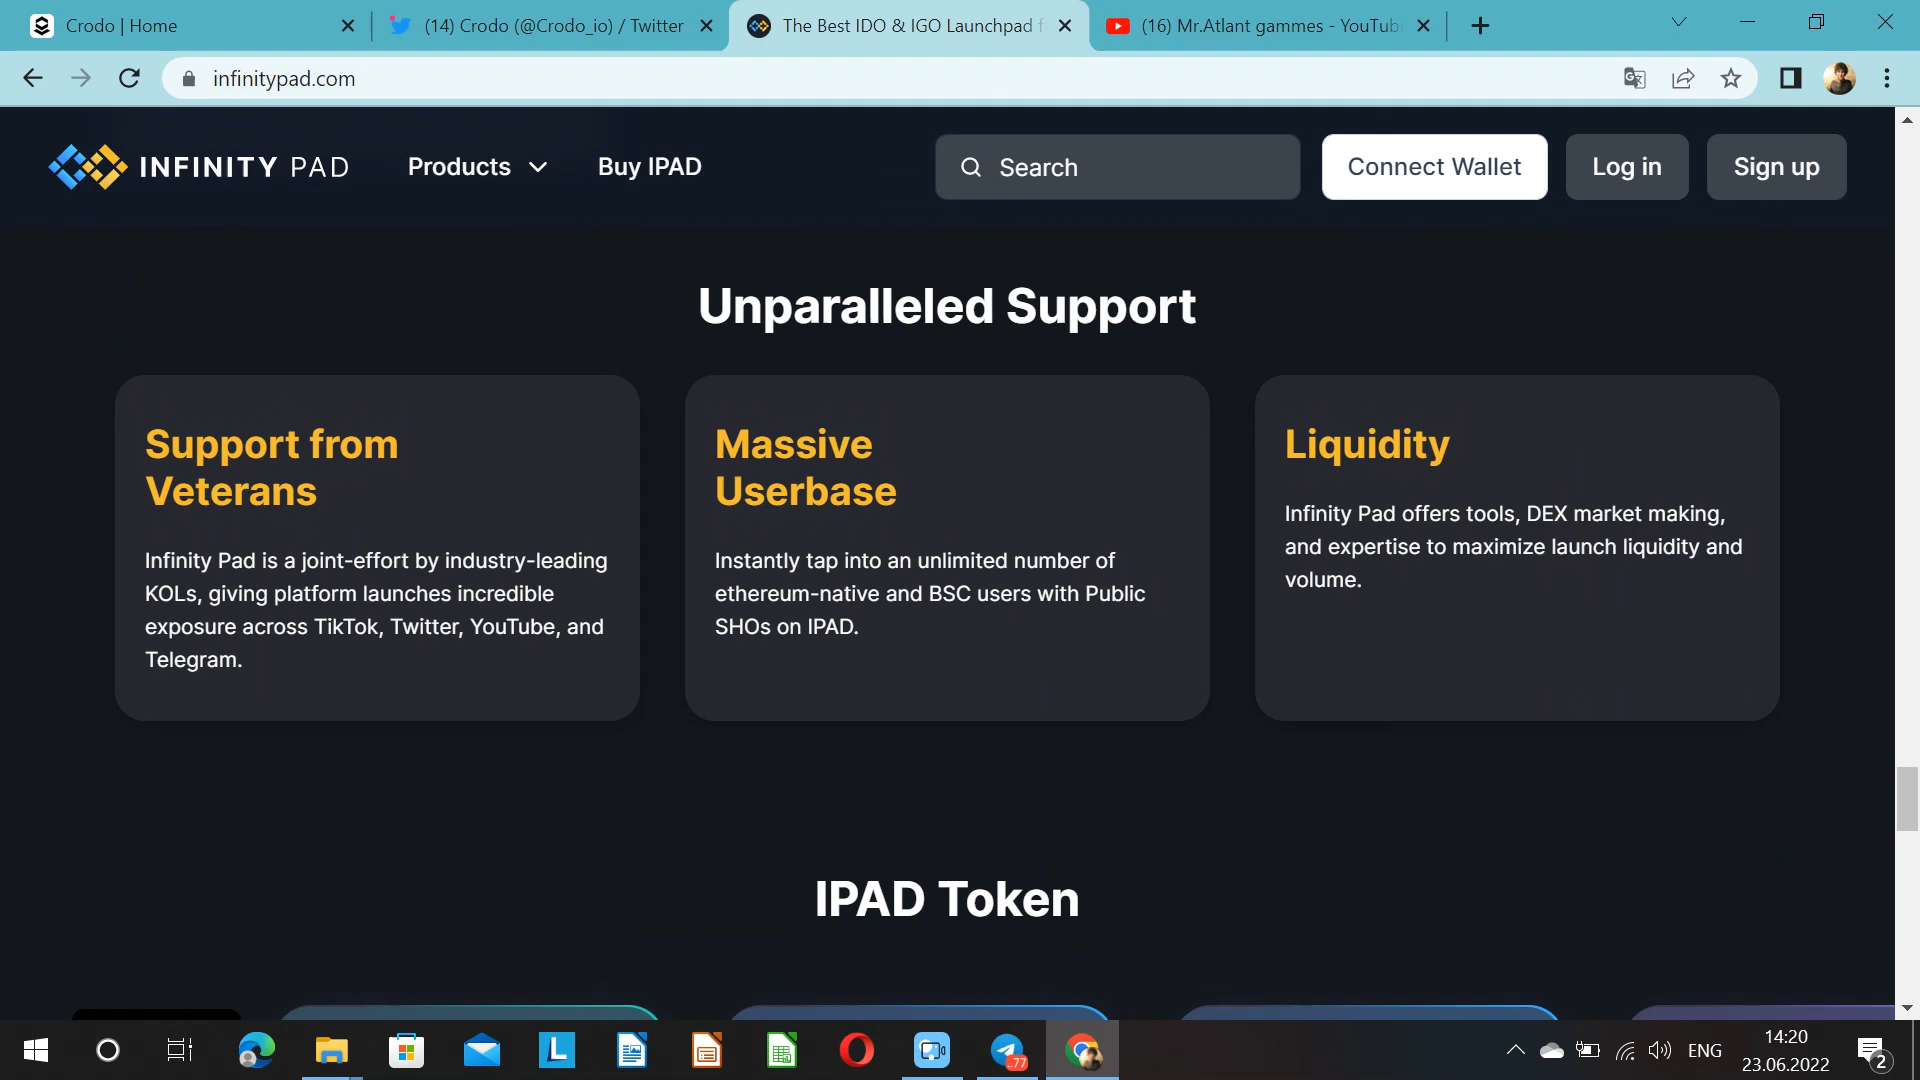 Crodo | Home
(14) Crodo (@Crodo_io) / Twitter
The Best IDO & IGO Launchpad f
(16) Mr.Atlant gammes - YouTub
infinitypad.com
INFINITY PAD
Products
Buy IPAD
Search
Connect Wallet
Log in
Sign up
Unparalleled Support
Support from
Veterans
Infinity Pad is a joint-effort by industry-leading
KOLs, giving platform launches incredible
exposure across TikTok, Twitter, YouTube, and
Telegram.
Massive
Userbase
Instantly tap into an unlimited number of
ethereum-native and BSC users with Public
SHOs on IPAD.
Liquidity
Infinity Pad offers tools, DEX market making,
and expertise to maximize launch liquidity and
volume.
IPAD Token
L
..77
ENG
14:20
23.06.2022
2